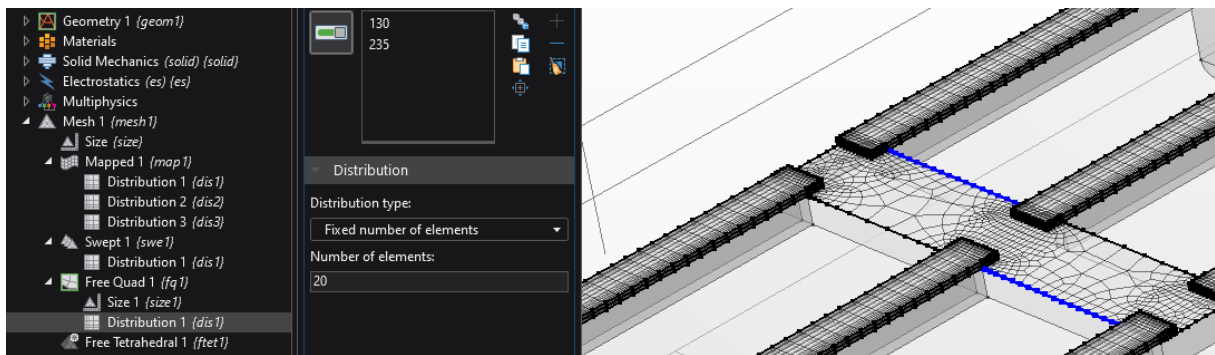 Geometry 1 {geom1}
Materials
Solid Mechanics (solid) {solid}
Electrostatics (es) {es}
Multiphysics
Mesh 1 {mesh1}
Size {size}
Mapped 1 {map1}
Distribution 1 {dis1}
Distribution 2 {dis2}
Distribution 3 {dis3}
Swept 1 {swe1}
Distribution 1 {dis1}
Free Quad 1 {fq1}
Size 1 {size1}
Distribution 1 {dis1}
Free Tetrahedral 1 {ftet1}
130
235
Distribution
Distribution type:
Fixed number of elements
Number of elements:
20